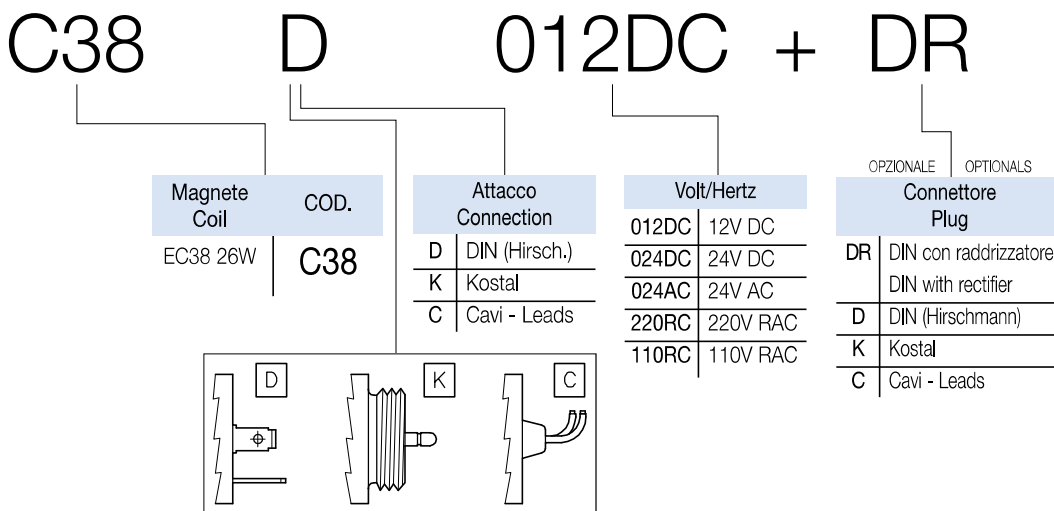 C38 D 012DC + DR
OPZIONALE OPTIONALS
Magnete
Coil
COD.
EC38 26W
C38
Attacco
Connection
D DIN (Hirsch.)
K Kostal
C Cavi - Leads
Volt/Hertz
012DC 12V DC
024DC 24V DC
024AC 24V AC
220RC 220V RAC
110RC 110V RAC
Connettore
Plug
DR DIN con raddrizzatore
DIN with rectifier
D DIN (Hirschmann)
K Kostal
C Cavi - Leads
D K C